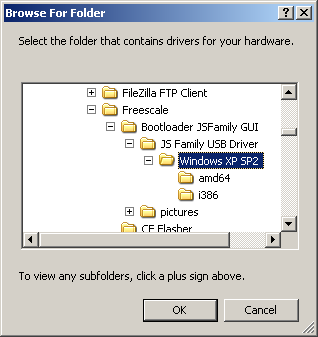 Browse For Folder
Select the folder that contains drivers for your hardware.
FileZilla FTP Client
Freescale
Bootloader JSFamily GUI
JS Family USB Driver
Windows XP SP2
amd64
i386
pictures
CF Flasher
To view any subfolders, click a plus sign above.
OK
Cancel